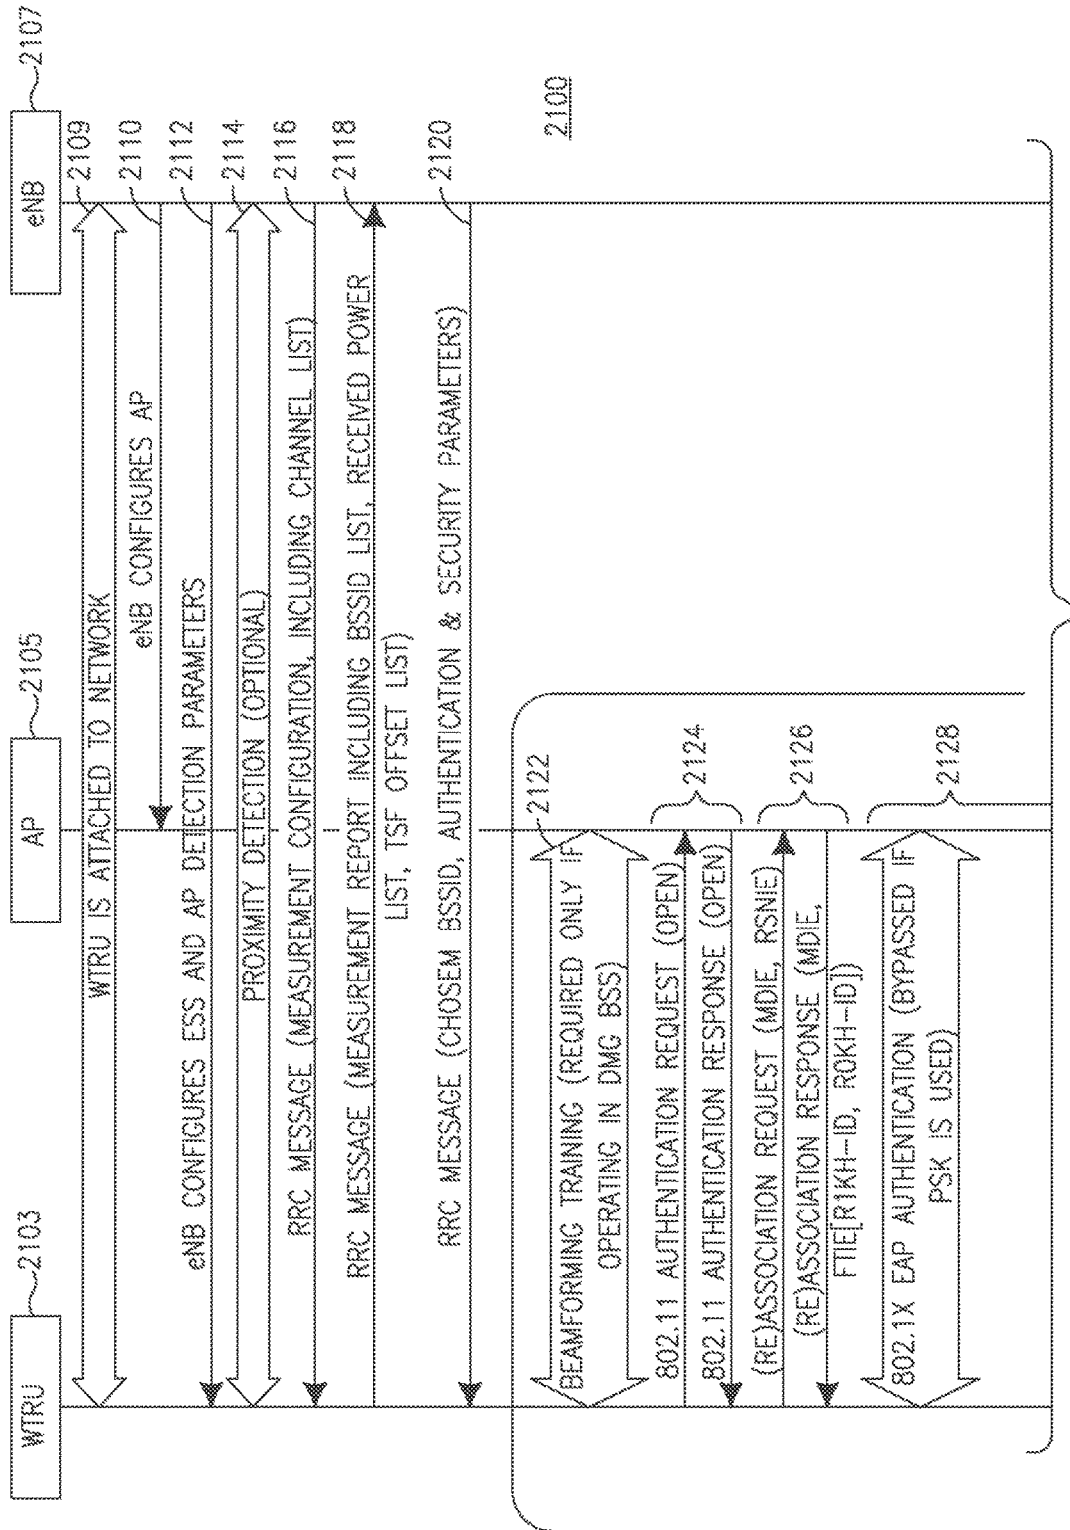 WTRU
2103
AP
2105
eNB
2107
WTRU IS ATTACHED TO NETWORK
2109
eNB CONFIGURES AP
2110
eNB CONFIGURES ESS AND AP DETECTION PARAMETERS
2112
PROXIMITY DETECTION (OPTIONAL)
2114
RRC MESSAGE (MEASUREMENT CONFIGURATION, INCLUDING CHANNEL LIST)
2116
RRC MESSAGE (MEASUREMENT REPORT INCLUDING BSSID LIST, RECEIVED POWER
LIST, TSF OFFSET LIST)
2118
RRC MESSAGE (CHOSEM BSSID, AUTHENTICATION & SECURITY PARAMETERS)
2120
2100
BEAMFORMING TRAINING (REQUIRED ONLY IF
OPERATING IN DMG BSS)
2122
802.11 AUTHENTICATION REQUEST (OPEN)
802.11 AUTHENTICATION RESPONSE (OPEN)
2124
(RE)ASSOCIATION REQUEST (MDIE, RSNIE)
(RE)ASSOCIATION RESPONSE (MDIE,
FTIE[R1KH-ID, R0KH-ID])
2126
802.1X EAP AUTHENTICATION (BYPASSED IF
PSK IS USED)
2128